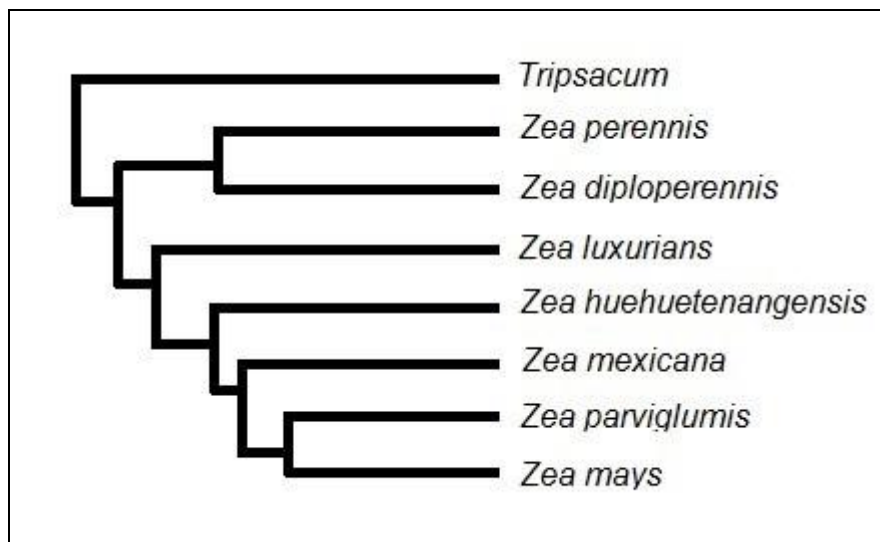 Tripsacum
Zea perennis
Zea diploperennis
Zea luxurians
Zea huehuetenangensis
Zea mexicana
Zea parviglumis
Zea mays